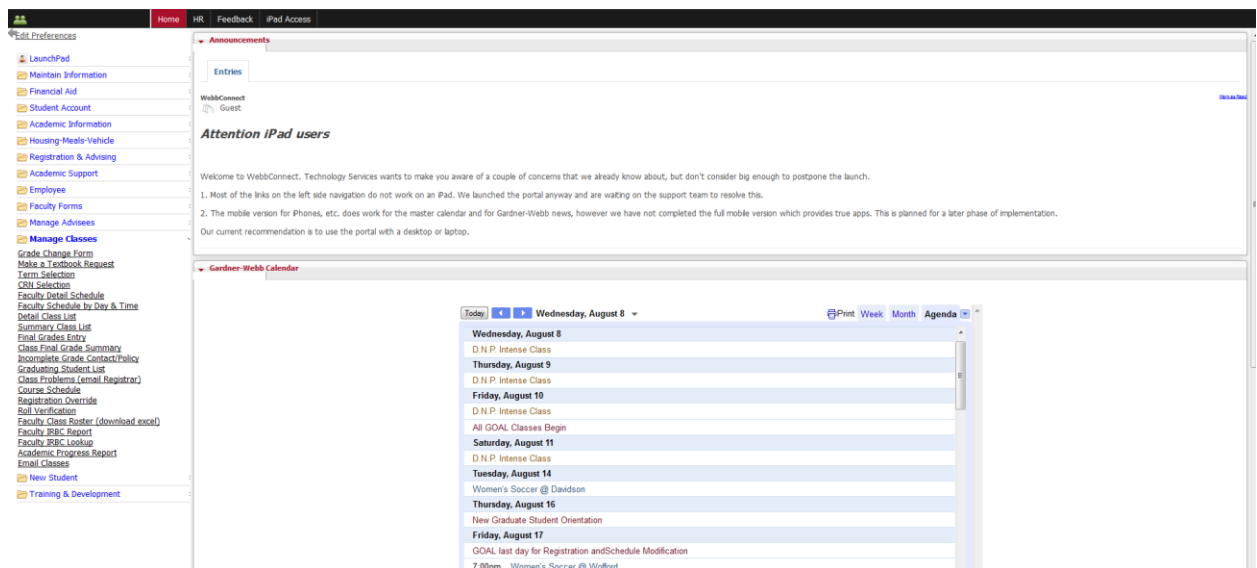 Home HR Feedback iPad Access
Edit Preferences
LaunchPad
Maintain Information
Financial Aid
Student Account
Academic Information
Housing-Meals-Vehicle
Registration & Advising
Academic Support
Employee
Faculty Forms
Manage Advisees
Manage Classes
Grade Change Form
Make a Textbook Request
Term Selection
CRN Selection
Faculty Detail Schedule
Faculty Schedule by Day & Time
Detail Class List
Summary Class List
Final Grades Entry
Class Final Grade Summary
Incomplete Grade Contact/Policy
Graduating Student List
Class Problems (email Registrar)
Course Schedule
Registration Override
Roll Verification
Faculty Class Roster (download excel)
Faculty IRBC Report
Faculty IRBC Lookup
Academic Progress Report
Email Classes
New Student
Training & Development
Announcements
Entries
WebbConnect
Guest
Attention iPad users
Welcome to WebbConnect. Technology Services wants to make you aware of a couple of concerns that we already know about, but don't consider big enough to postpone the launch.
1. Most of the links on the left side navigation do not work on an iPad. We launched the portal anyway and are waiting on the support team to resolve this.
2. The mobile version for iPhones, etc. does work for the master calendar and for Gardner-Webb news, however we have not completed the full mobile version which provides true apps. This is planned for a later phase of implementation.
Our current recommendation is to use the portal with a desktop or laptop.
Gardner-Webb Calendar
Today Wednesday, August 8 Print Week Month Agenda
Wednesday, August 8
D.N.P. Intense Class
Thursday, August 9
D.N.P. Intense Class
Friday, August 10
D.N.P. Intense Class
All GOAL Classes Begin
Saturday, August 11
D.N.P. Intense Class
Tuesday, August 14
Women's Soccer @ Davidson
Thursday, August 16
New Graduate Student Orientation
Friday, August 17
GOAL last day for Registration andSchedule Modification
7:00pm Women's Soccer @ Wofford